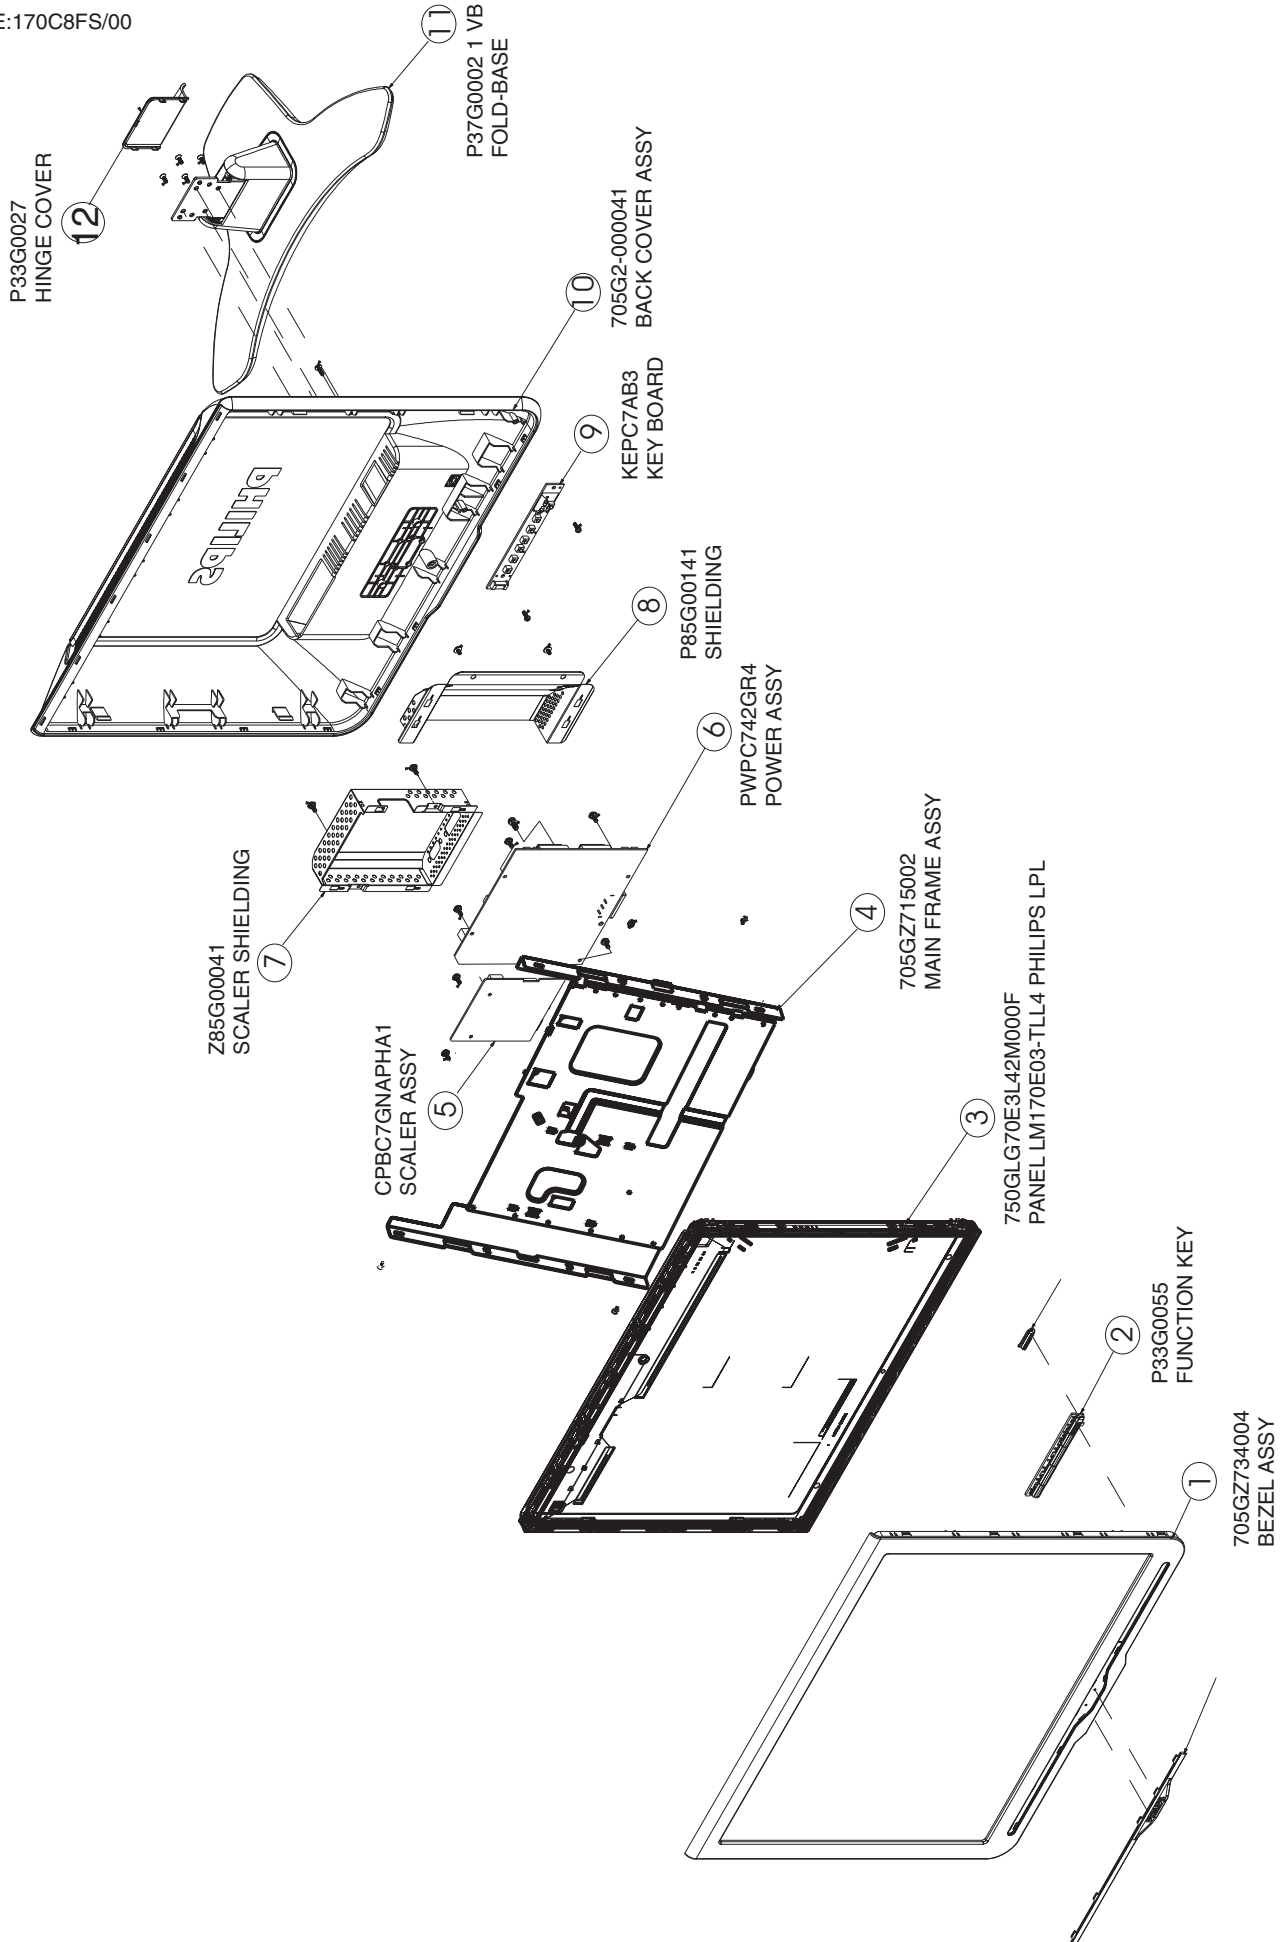 E:170C8FS/00
11
P37G0002 1 VB
FOLD-BASE
P33G0027
HINGE COVER
12
10
705G2-000041
BACK COVER ASSY
9
KEPC7AB3
KEY BOARD
PHILIPS
8
P85G00141
SHIELDING
6
PWPC742GR4
POWER ASSY
Z85G00041
SCALER SHIELDING
7
4
705GZ715002
MAIN FRAME ASSY
CPBC7GNAPHA1
SCALER ASSY
5
3
750GLG70E3L42M000F
PANEL LM170E03-TLL4 PHILIPS LPL
2
P33G0055
FUNCTION KEY
1
705GZ734004
BEZEL ASSY